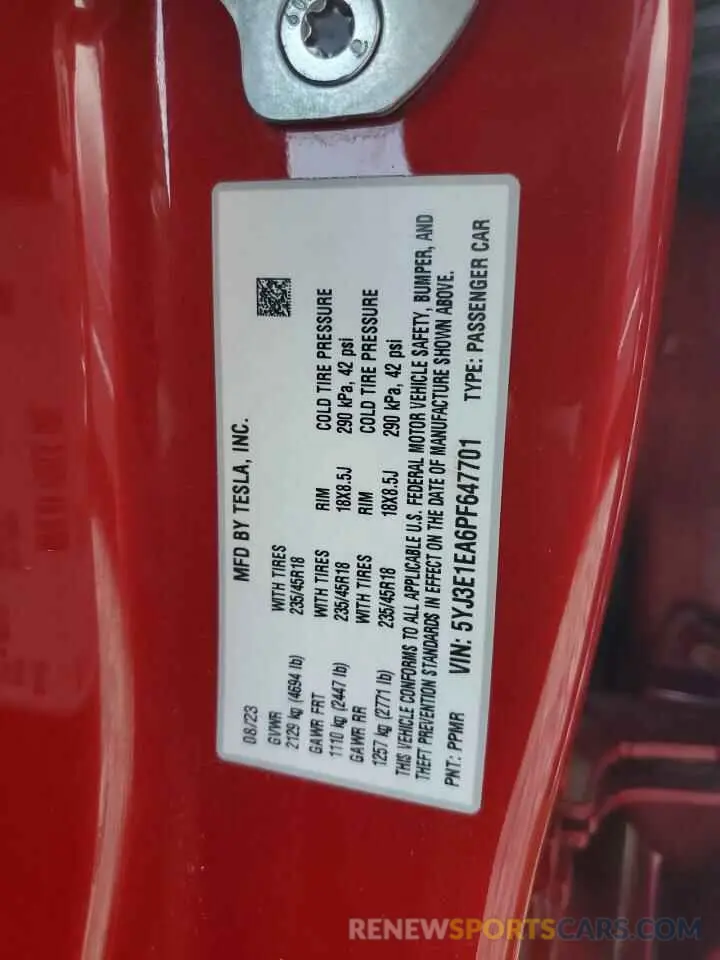 MFD BY TESLA, INC.
08/23
GVWR WITH TIRES
2129 kg (4694 lb) 235/45R18
GAWR FRT WITH TIRES RIM COLD TIRE PRESSURE
1110 kg (2447 lb) 235/45R18 18X8.5J 290 kPa, 42 psi
GAWR RR WITH TIRES RIM COLD TIRE PRESSURE
1257 kg (2771 lb) 235/45R18 18X8.5J 290 kPa, 42 psi
THIS VEHICLE CONFORMS TO ALL APPLICABLE U.S. FEDERAL MOTOR VEHICLE SAFETY, BUMPER, AND
THEFT PREVENTION STANDARDS IN EFFECT ON THE DATE OF MANUFACTURE SHOWN ABOVE.
PNT: PPMR VIN: 5YJ3E1EA6PF647701 TYPE: PASSENGER CAR
RENEWSPORTSCARS.COM